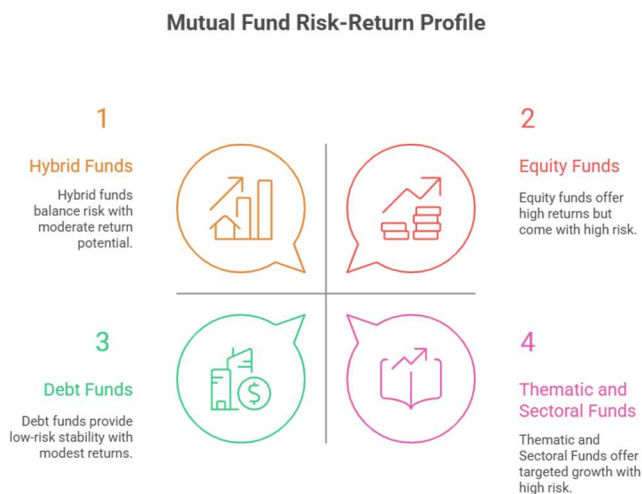 Mutual Fund Risk-Return Profile
1
Hybrid Funds
Hybrid funds
balance risk with
moderate return
potential.
2
Equity Funds
Equity funds offer
high returns but
come with high risk.
3
Debt Funds
Debt funds provide
low-risk stability with
modest returns.
$
4
Thematic and
Sectoral Funds
Thematic and
Sectoral Funds offer
targeted growth with
high risk.